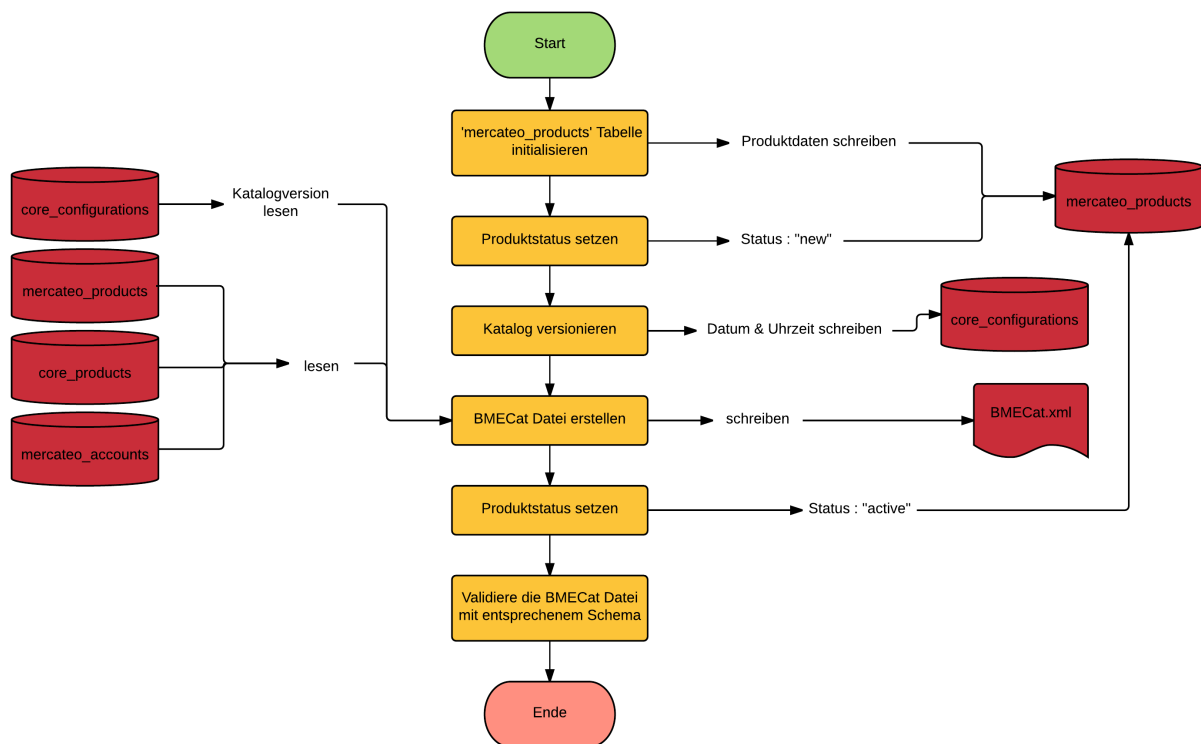 Start
'mercateo_products' Tabelle
initialisieren
Produktdaten schreiben
mercateo_products
core_configurations
Katalogversion
lesen
Produktstatus setzen
Status : "new"
mercateo_products
Katalog versionieren
Datum & Uhrzeit schreiben
core_configurations
core_products
lesen
mercateo_accounts
BMECat Datei erstellen
schreiben
BMECat.xml
Produktstatus setzen
Status : "active"
Validiere die BMECat Datei
mit entsprechenem Schema
Ende